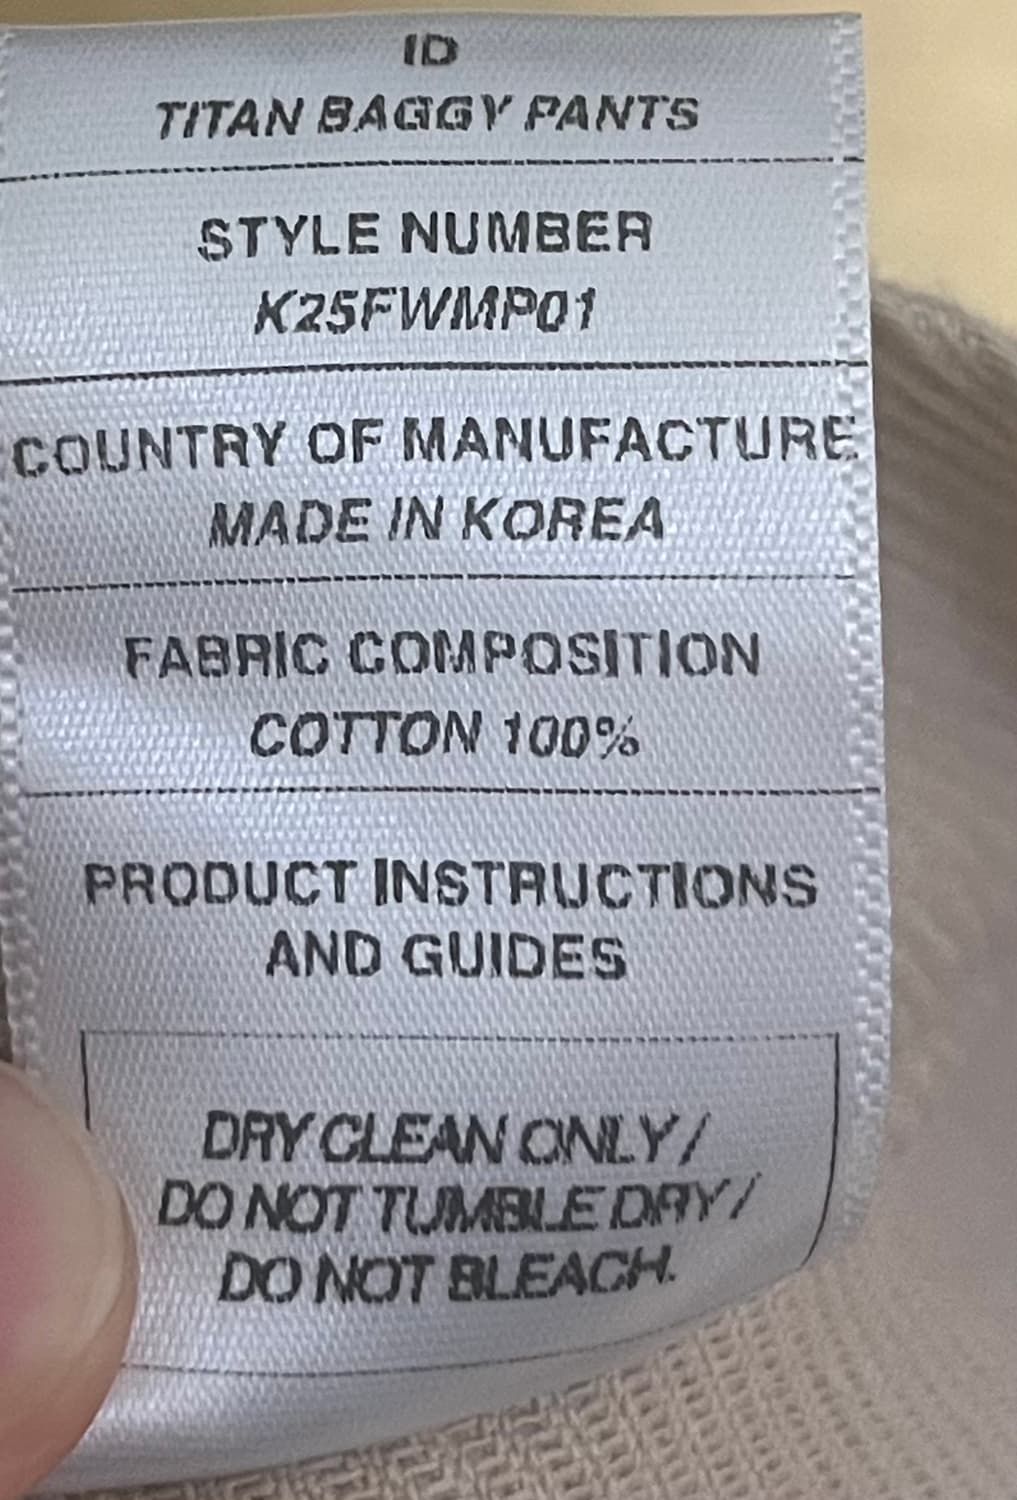 ID
TITAN BAGGY PANTS
STYLE NUMBER
K25FWMP01
COUNTRY OF MANUFACTURE
MADE IN KOREA
FABRIC COMPOSITION
COTTON 100%
PRODUCT INSTRUCTIONS
AND GUIDES
DRY CLEAN ONLY /
DO NOT TUMBLE DRY /
DO NOT BLEACH.